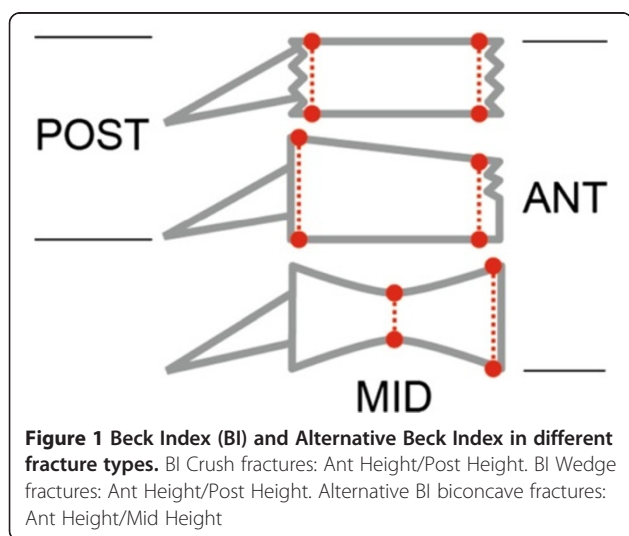 POST
ANT
MID
Figure 1 Beck Index (BI) and Alternative Beck Index in different
fracture types. BI Crush fractures: Ant Height/Post Height. BI Wedge
fractures: Ant Height/Post Height. Alternative BI biconcave fractures:
Ant Height/Mid Height